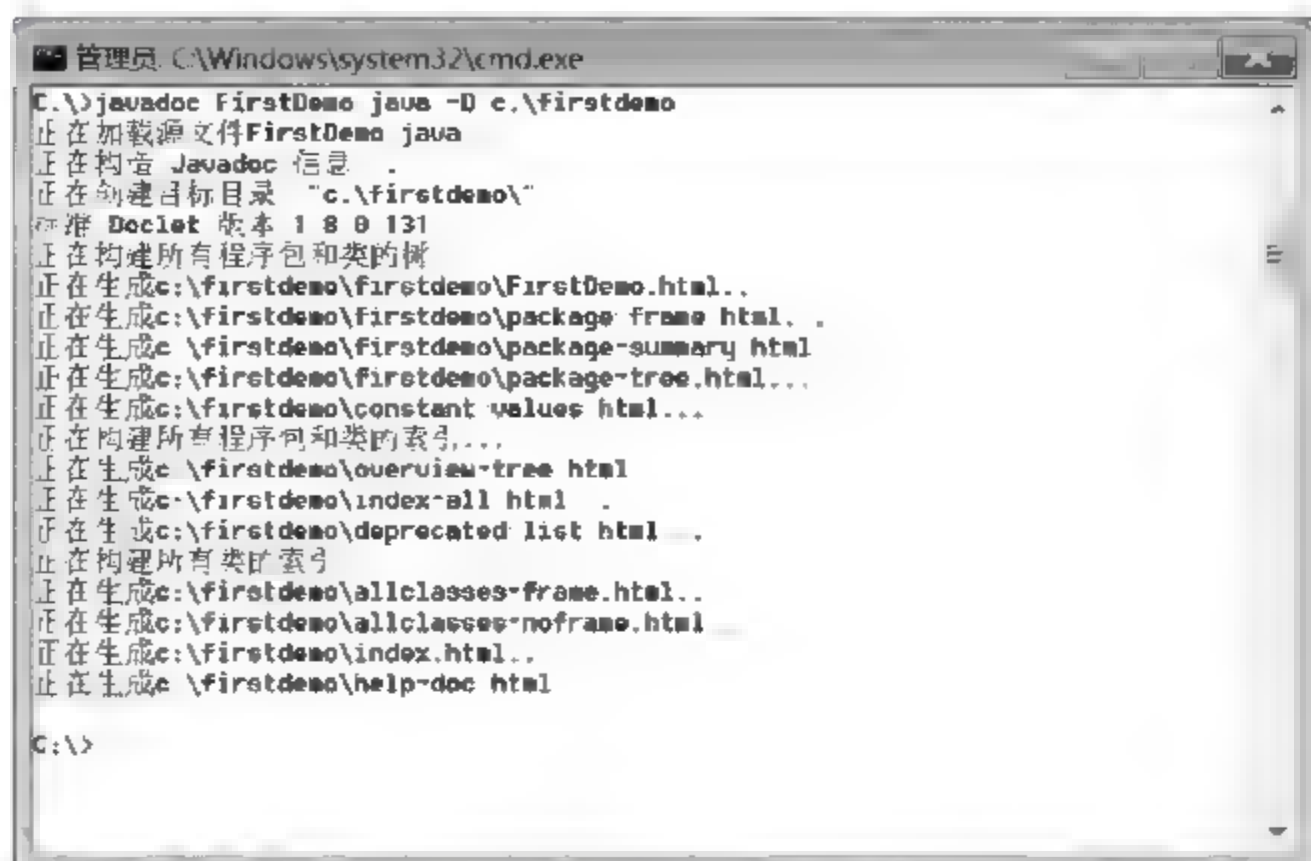 管理员: C:\Windows\system32\cmd.exe
C:\>javadoc FirstDemo java -D c:\firstdemo
正在加载源文件FirstDemo java
正在构造 Javadoc 信息 .
正在创建目标目录 "c:\firstdemo\"
标准 Doclet 版本 1 8 0 131
正在构建所有程序包和类的树
正在生成c:\firstdemo\firstdemo\FirstDemo.html..
正在生成c:\firstdemo\firstdemo\package frame html. .
正在生成c \firstdemo\firstdemo\package-summary html
正在生成c:\firstdemo\firstdemo\package-tree.html...
正在生成c:\firstdemo\constant values html...
正在构建所有程序包和类的索引...
正在生成c \firstdemo\overview-tree html
正在生成c:\firstdemo\index-all html .
正在生成c:\firstdemo\deprecated list html .
正在构建所有类的索引
正在生成c:\firstdemo\allclasses-frame.html..
正在生成c:\firstdemo\allclasses-noframe.html
正在生成c:\firstdemo\index.html..
正在生成c \firstdemo\help-doc html
C:\>